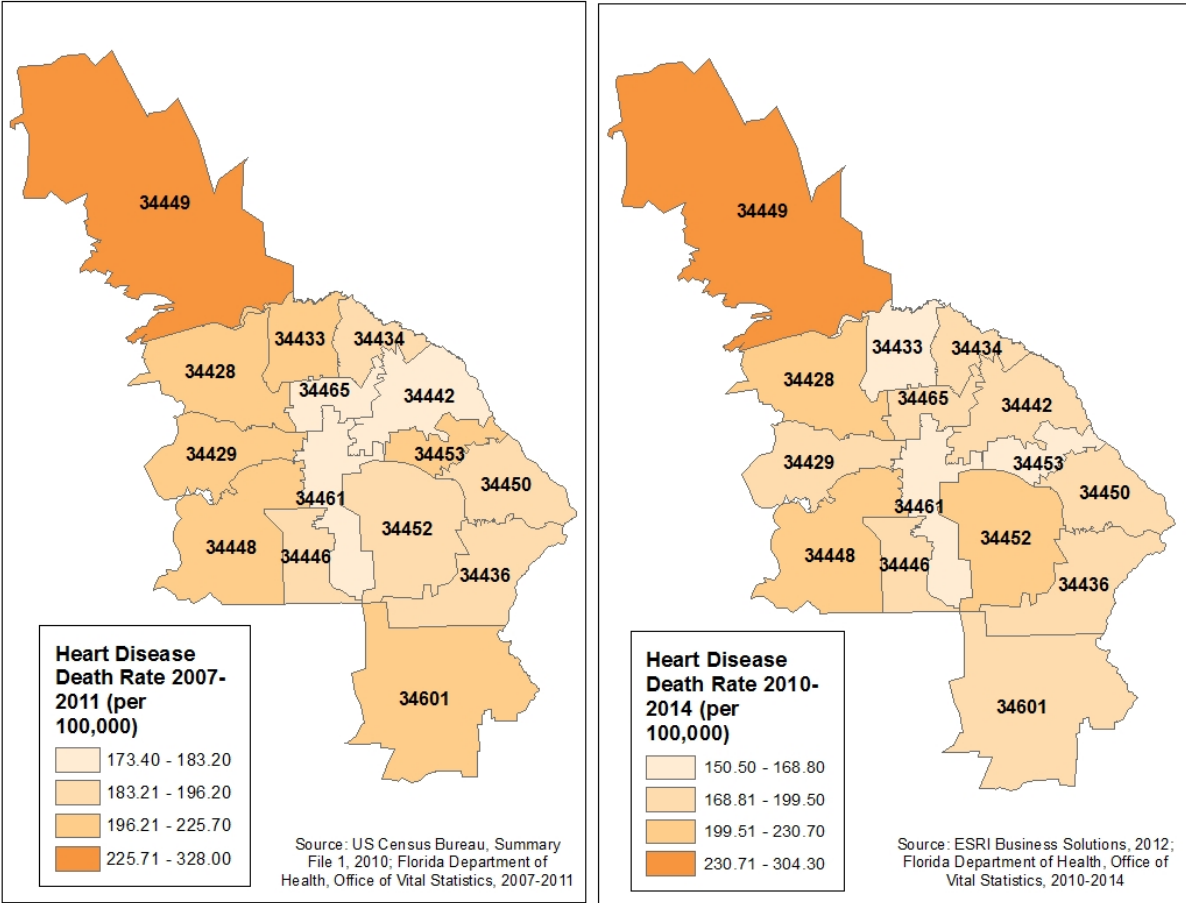 34449
34433
34434
34428
34465
34442
34429
34453
34450
34461
34448
34446
34452
34436
34601
Heart Disease
Death Rate 2007-
2011 (per
100,000)
173.40 - 183.20
183.21 - 196.20
196.21 - 225.70
225.71 - 328.00
Source: US Census Bureau, Summary
File 1, 2010; Florida Department of
Health, Office of Vital Statistics, 2007-2011
34449
34433
34434
34428
34465
34442
34429
34453
34450
34461
34448
34446
34452
34436
34601
Heart Disease
Death Rate 2010-
2014 (per
100,000)
150.50 - 168.80
168.81 - 199.50
199.51 - 230.70
230.71 - 304.30
Source: ESRI Business Solutions, 2012;
Florida Department of Health, Office of
Vital Statistics, 2010-2014